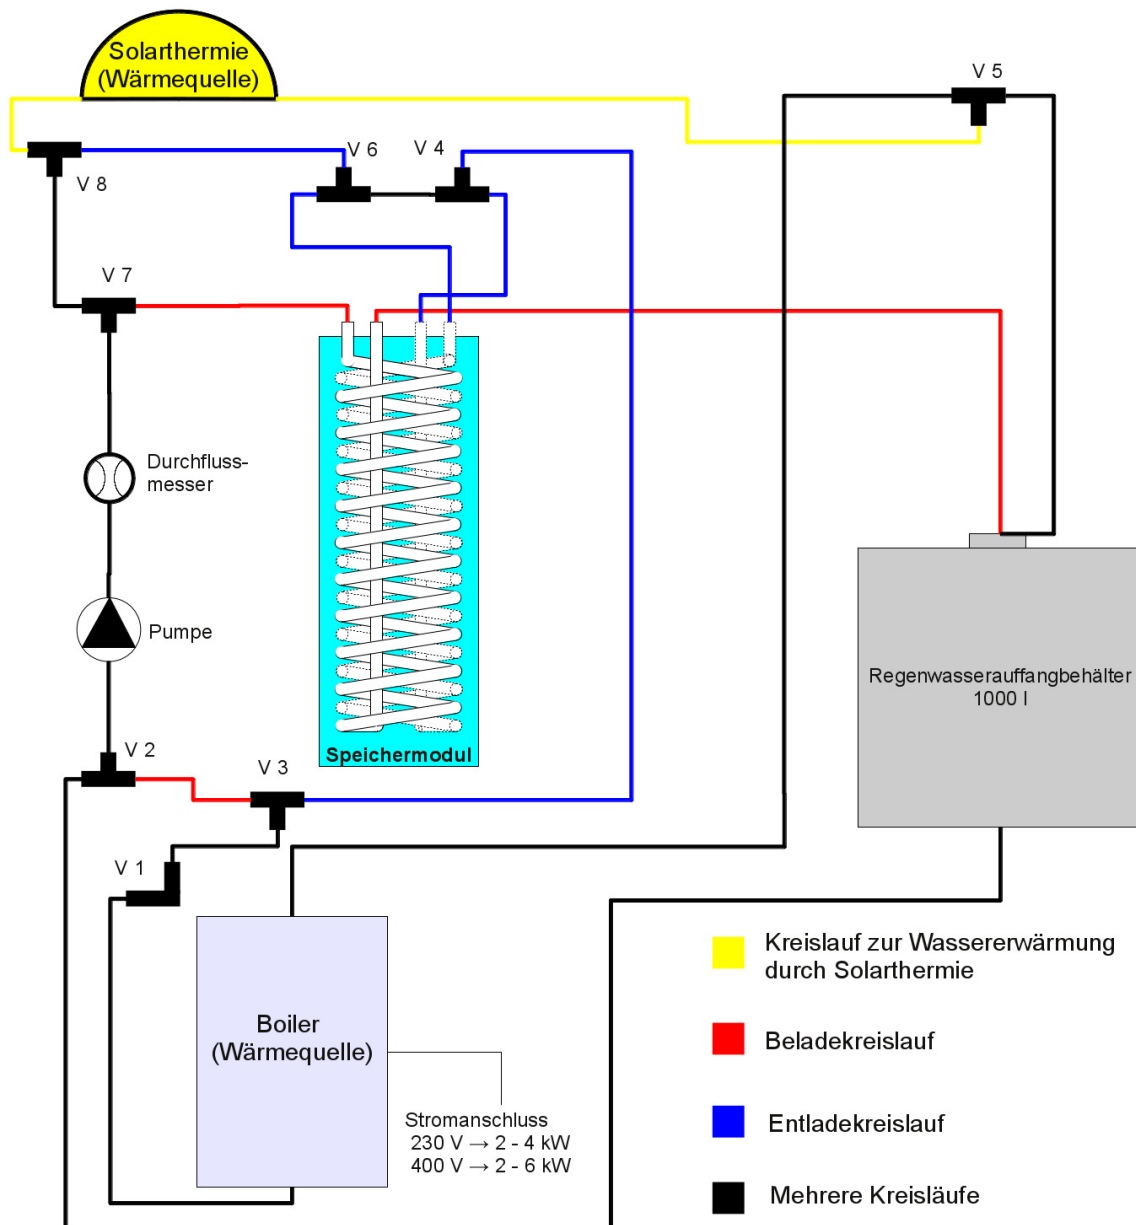 Solarthermie
(Wärmequelle)
V 5
V 6
V 4
V 8
V 7
Durchfluss-
messer
Pumpe
Regenwasserauffangbehälter
1000 l
Speichermodul
V 2
V 3
V 1
Boiler
(Wärmequelle)
Stromanschluss
230 V → 2 - 4 kW
400 V → 2 - 6 kW
Kreislauf zur Wassererwärmung
durch Solarthermie
Beladekreislauf
Entladekreislauf
Mehrere Kreisläufe